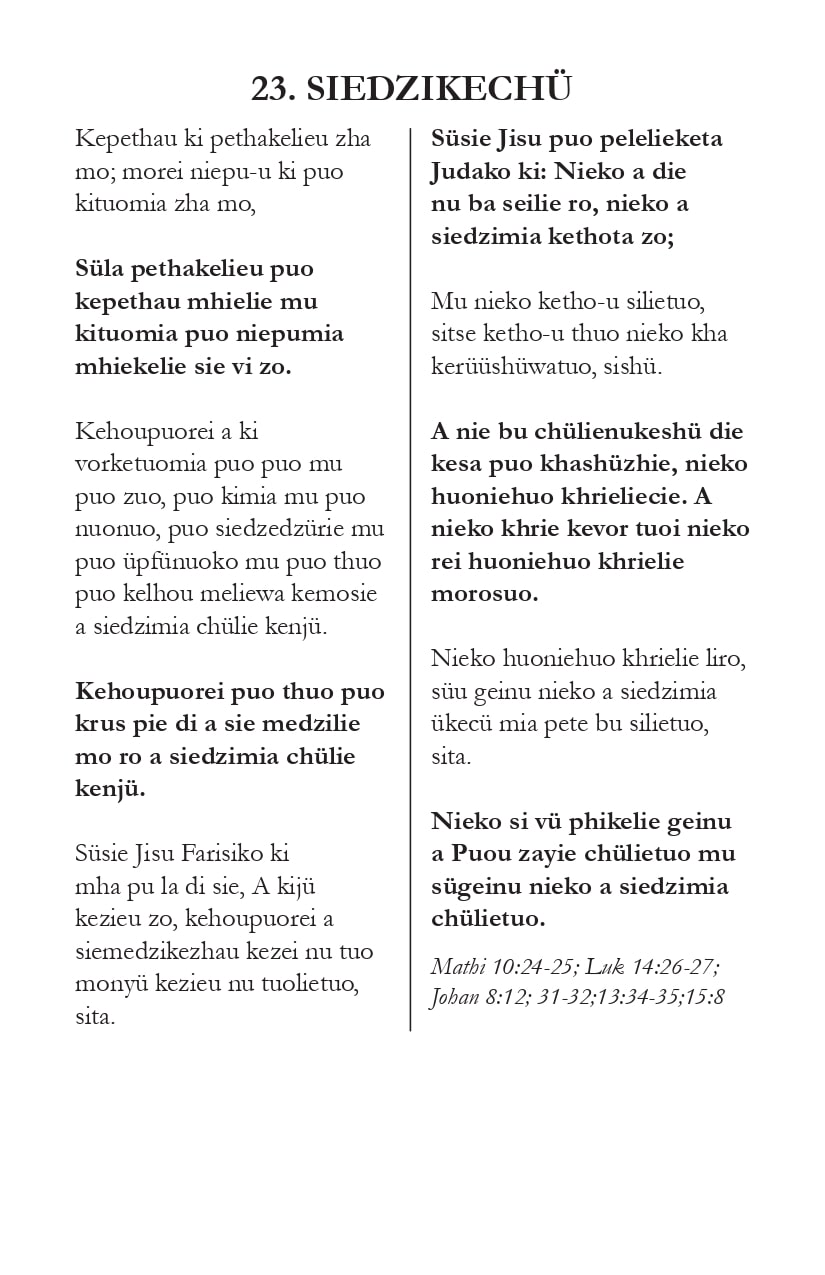 23. SIEDZIKECHÜ
Kepethau ki pethakelieu zha
mo; morei niepu-u ki puo
kituomia zha mo,
Süla pethakelieu puo
kepethau mhielie mu
kituomia puo niepumia
mhiekelie sie vi zo.
Kehoupuorei a ki
vorketuomia puo puo mu
puo zuo, puo kimia mu puo
nuonuo, puo siedzedzürie mu
puo üpfünuoko mu puo thuo
puo kelhou meliewa kemosie
a siedzimia chülie kenjü.
Kehoupuorei puo thuo puo
krus pie di a sie medzilie
mo ro a siedzimia chülie
kenjü.
Süsie Jisu Farisiko ki
mha pu la di sie, A kijü
kezieu zo, kehoupuorei a
siemedzikezhau kezei nu tuo
monyü kezieu nu tuolietuo,
sita.
Süsie Jisu puo pelelieketa
Judako ki: Nieko a die
nu ba seilie ro, nieko a
siedzimia kethota zo;
Mu nieko ketho-u silietuo,
sitse ketho-u thuo nieko kha
kerüüshüwatuo, sishü.
A nie bu chülienukeshü die
kesa puo khashüzhie, nieko
huoniehuo khrieliecie. A
nieko khrie kevor tuoi nieko
rei huoniehuo khrielie
morosuo.
Nieko huoniehuo khrielie liro,
süu geinu nieko a siedzimia
ükecü mia pete bu silietuo,
sita.
Nieko si vü phikelie geinu
a Puou zayie chülietuo mu
sügeinu nieko a siedzimia
chülietuo.
Mathi 10:24-25; Luk 14:26-27;
Johan 8:12; 31-32;13:34-35;15:8